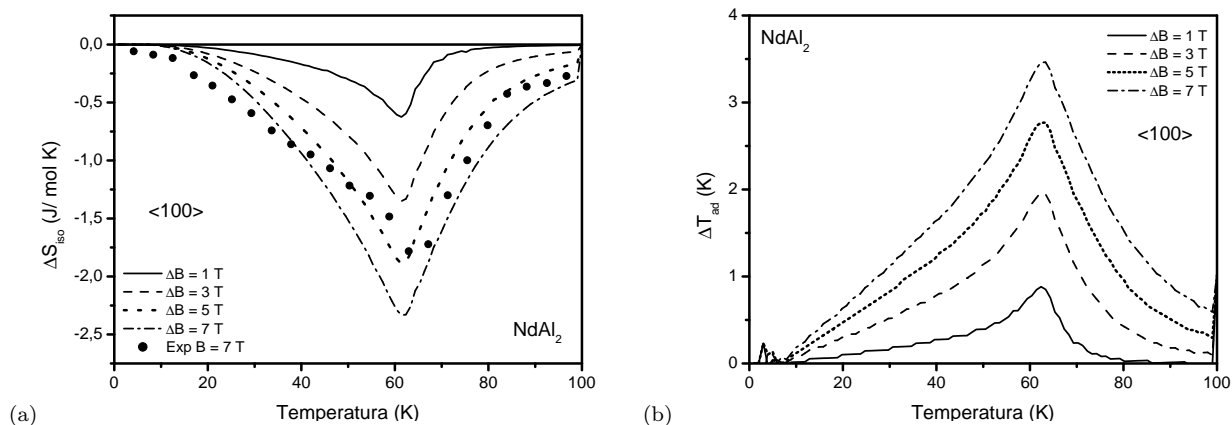 0,0
-0,5
-1,0
-1,5
-2,0
-2,5
ΔS_iso (J/ mol K)
<100>
ΔB = 1 T
ΔB = 3 T
ΔB = 5 T
ΔB = 7 T
Exp B = 7 T
NdAl₂
0 20 40 60 80 100
Temperatura (K)
(a)
4
3
2
1
0
ΔT_ad (K)
NdAl₂
ΔB = 1 T
ΔB = 3 T
ΔB = 5 T
ΔB = 7 T
<100>
0 20 40 60 80 100
Temperatura (K)
(b)